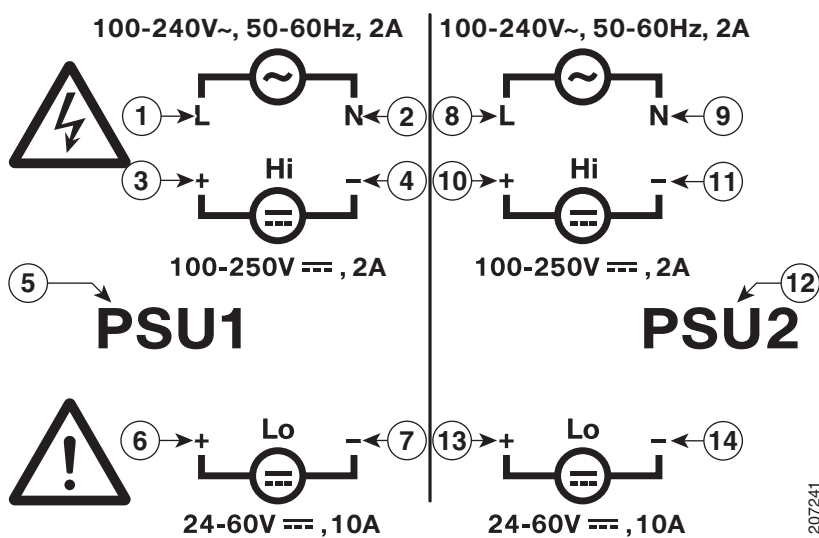 100-240V~, 50-60Hz, 2A
100-240V~, 50-60Hz, 2A
~
~
1 L N 2
8 L N 9
Hi
Hi
3 + − 4
10 + − 11
100-250V ⎓ , 2A
100-250V ⎓ , 2A
5
12
PSU1
PSU2
Lo
Lo
!
6 + − 7
13 + − 14
24-60V ⎓ , 10A
24-60V ⎓ , 10A
207241